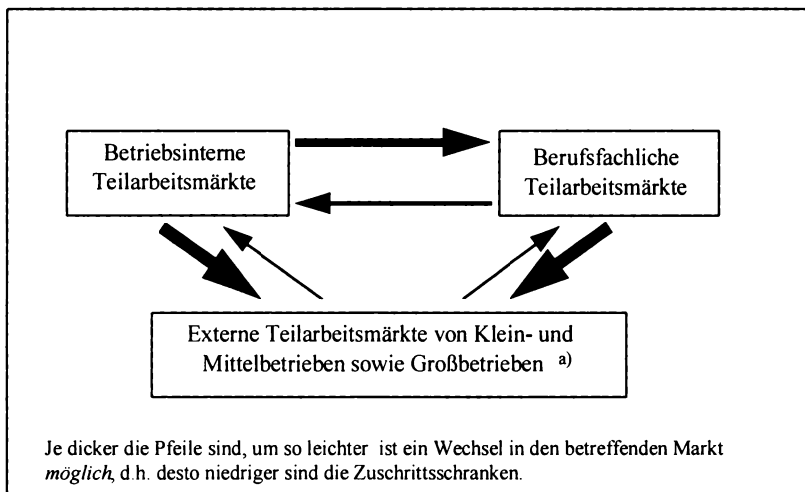 Betriebsinterne
Teilarbeitsmärkte
Berufsfachliche
Teilarbeitsmärkte
Externe Teilarbeitsmärkte von Klein- und
Mittelbetrieben sowie Großbetrieben a)
Je dicker die Pfeile sind, um so leichter ist ein Wechsel in den betreffenden Markt
möglich, d.h. desto niedriger sind die Zuschrittsschranken.